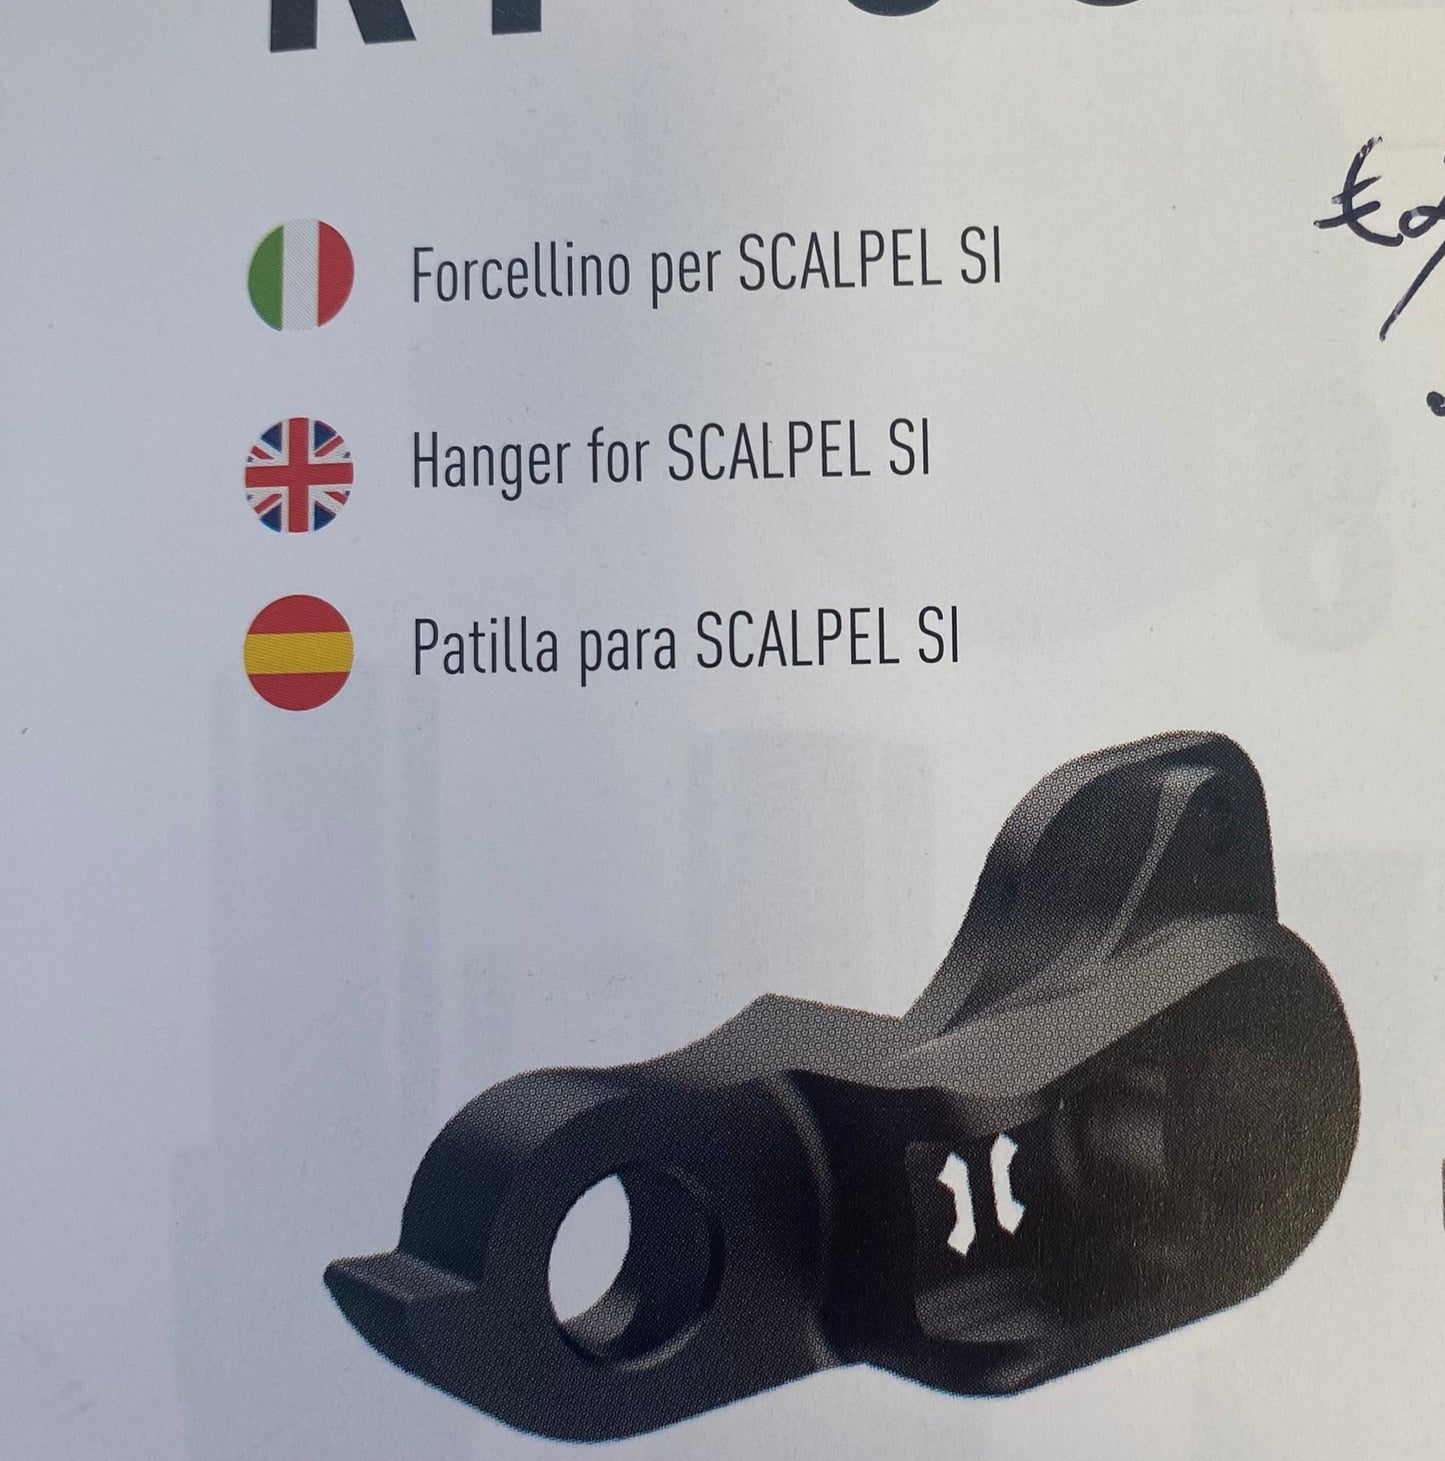 Forcellino per SCALPEL SI
Hanger for SCALPEL SI
Patilla para SCALPEL SI